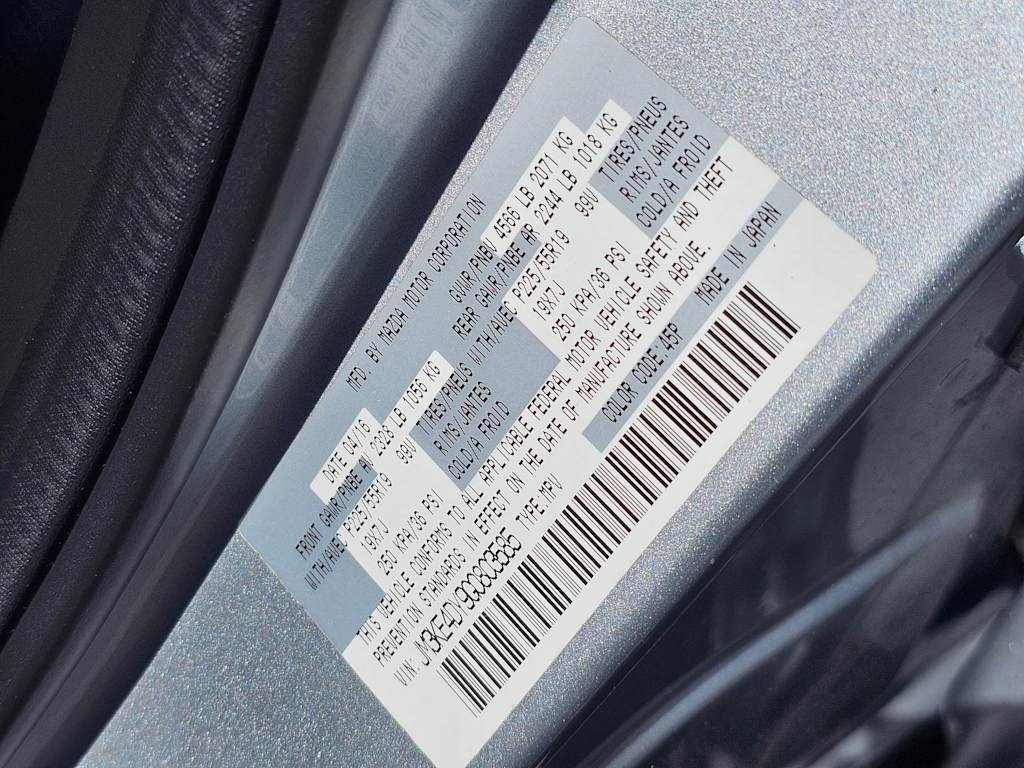 MFD. BY MAZDA MOTOR CORPORATION
DATE 04/16 GVWR/PNBV 4566 LB 2071 KG
FRONT GAWR/PNBE AV 2326 LB 1056 KG REAR GAWR/PNBE AR 2244 LB 1018 KG
WITH/AVEC P225/55R19 99V TIRES/PNEUS WITH/AVEC P225/55R19 99V TIRES/PNEUS
19X7J RIMS/JANTES 19X7J RIMS/JANTES
250 KPA/36 PSI COLD/A FROID 250 KPA/36 PSI COLD/A FROID
THIS VEHICLE CONFORMS TO ALL APPLICABLE FEDERAL MOTOR VEHICLE SAFETY AND THEFT
PREVENTION STANDARDS IN EFFECT ON THE DATE OF MANUFACTURE SHOWN ABOVE.
VIN: TYPE:MPV COLOR CODE:45P MADE IN JAPAN